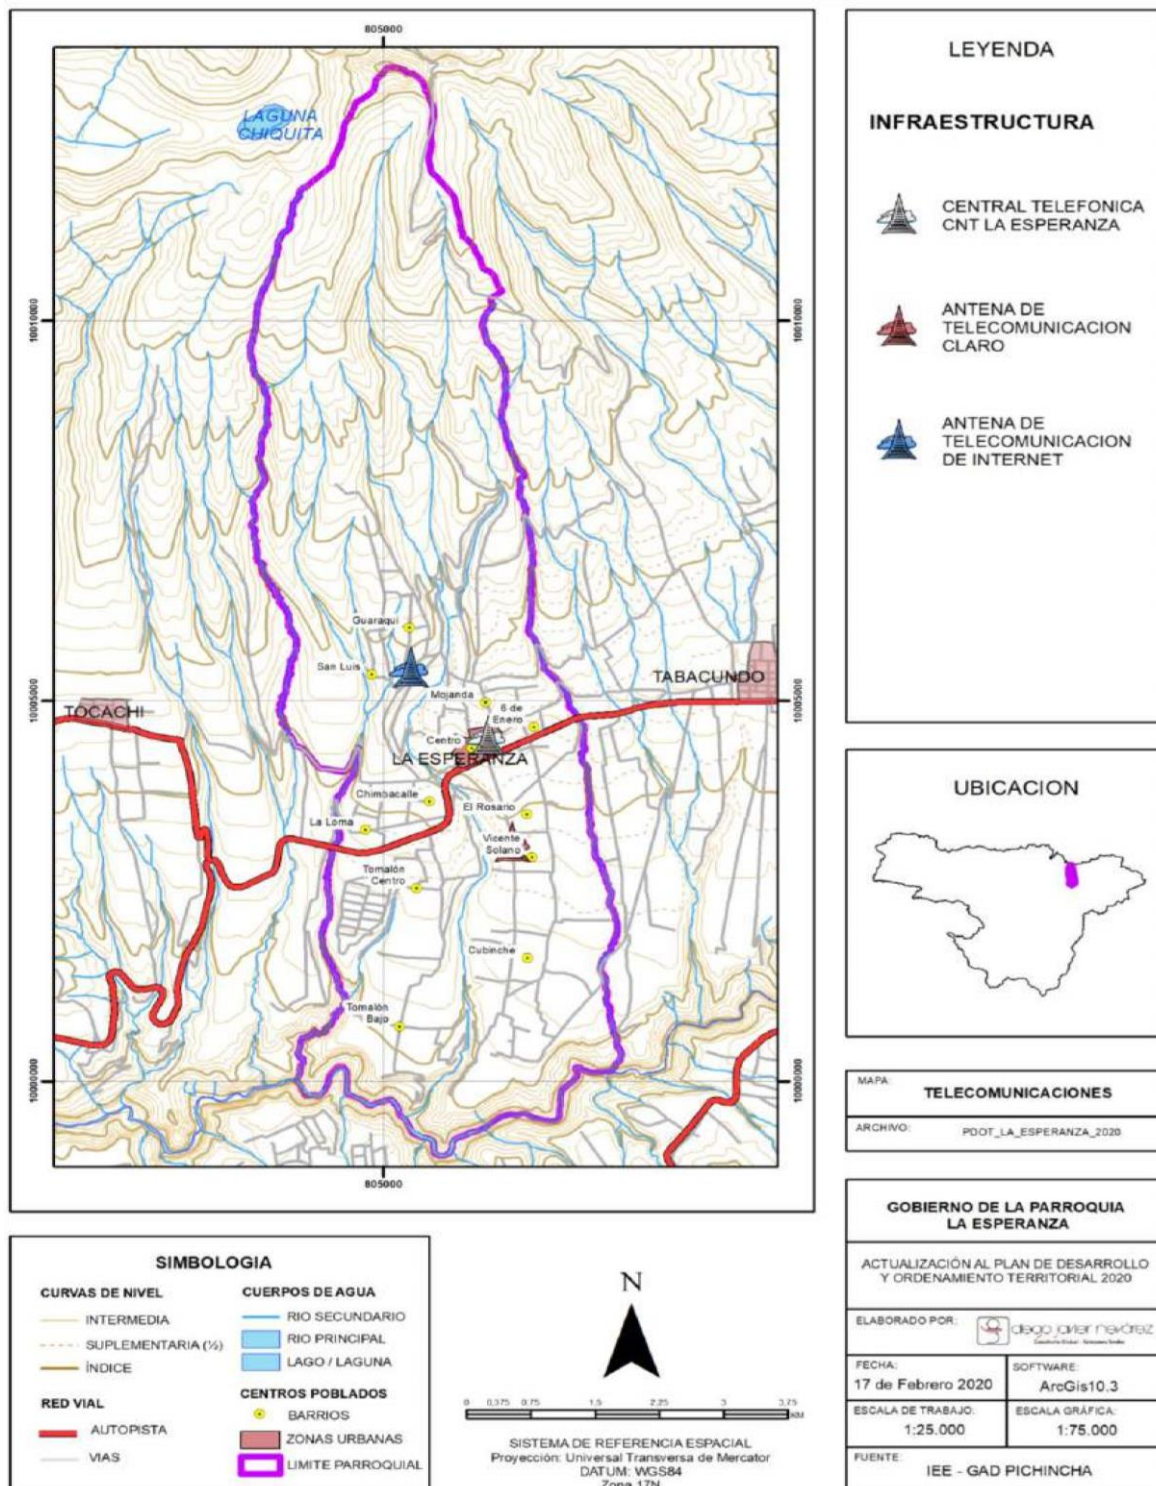 805000
LAGUNA
CHIQUITA
10010000
10010000
Guaraqui
San Luis
TABACUNDO
Mojanda
6 de
Enero
10005000
10005000
TOCACHI
Centro
LA ESPERANZA
Chimbacalle
El Rosario
La Loma
Vicente
Solano
Tomalón
Centro
Cubinche
Tomalón
Bajo
10000000
10000000
805000
LEYENDA
INFRAESTRUCTURA
CENTRAL TELEFONICA
CNT LA ESPERANZA
ANTENA DE
TELECOMUNICACION
CLARO
ANTENA DE
TELECOMUNICACION
DE INTERNET
UBICACION
MAPA:
TELECOMUNICACIONES
ARCHIVO:
PDOT_LA_ESPERANZA_2020
GOBIERNO DE LA PARROQUIA
LA ESPERANZA
ACTUALIZACIÓN AL PLAN DE DESARROLLO
Y ORDENAMIENTO TERRITORIAL 2020
ELABORADO POR:
diego javier nevárez
FECHA:
17 de Febrero 2020
SOFTWARE:
ArcGis10.3
ESCALA DE TRABAJO:
1:25.000
ESCALA GRÁFICA:
1:75.000
FUENTE:
IEE - GAD PICHINCHA
SIMBOLOGIA
CURVAS DE NIVEL
INTERMEDIA
SUPLEMENTARIA (½)
ÍNDICE
RED VIAL
AUTOPISTA
VIAS
CUERPOS DE AGUA
RIO SECUNDARIO
RIO PRINCIPAL
LAGO / LAGUNA
CENTROS POBLADOS
BARRIOS
ZONAS URBANAS
LIMITE PARROQUIAL
N
0 0,375 0,75 1,5 2,25 3 3,75
KM
SISTEMA DE REFERENCIA ESPACIAL
Proyección: Universal Transversa de Mercator
DATUM: WGS84
Zona 17N